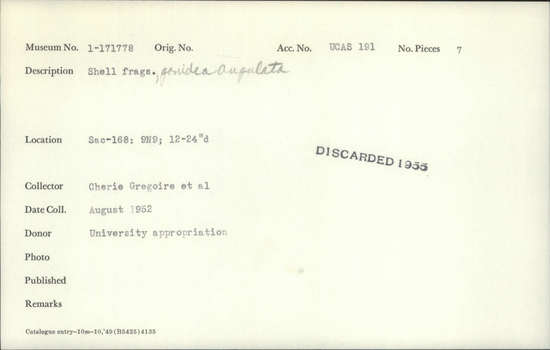 Museum No. 1-171778 Orig. No. Acc. No. UCAS 191 No. Pieces 7
Description Shell frags., gonidea angulata
Location Sac-168: 9N9; 12-24"d
DISCARDED 1955
Collector Cherie Gregoire et al
Date Coll. August 1952
Donor University appropriation
Photo
Published
Remarks
Catalogue entry—10m-10,'49 (B5425) 4135